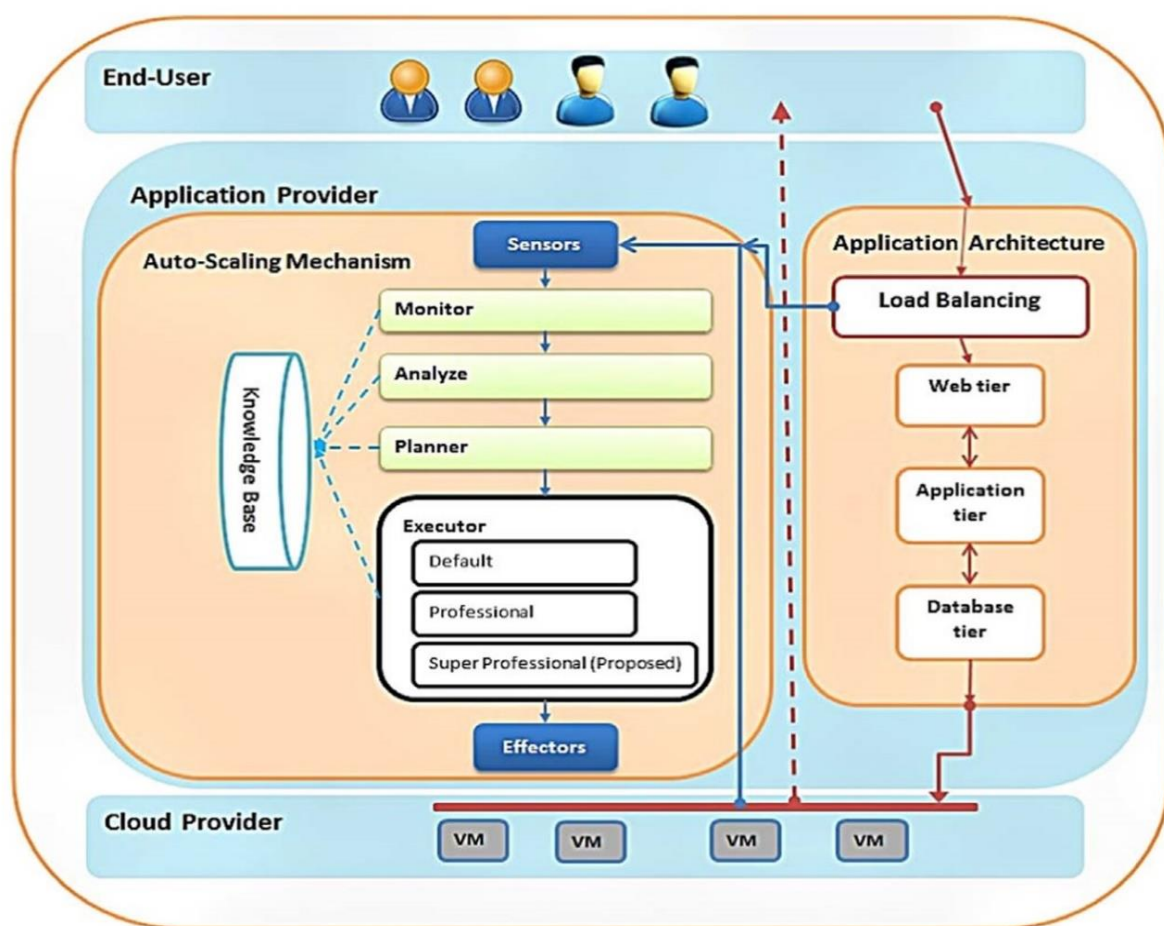 End-User
Application Provider
Auto-Scaling Mechanism
Sensors
Monitor
Analyze
Planner
Knowledge Base
Executor
Default
Professional
Super Professional (Proposed)
Effectors
Application Architecture
Load Balancing
Web tier
Application
tier
Database
tier
Cloud Provider
VM
VM
VM
VM